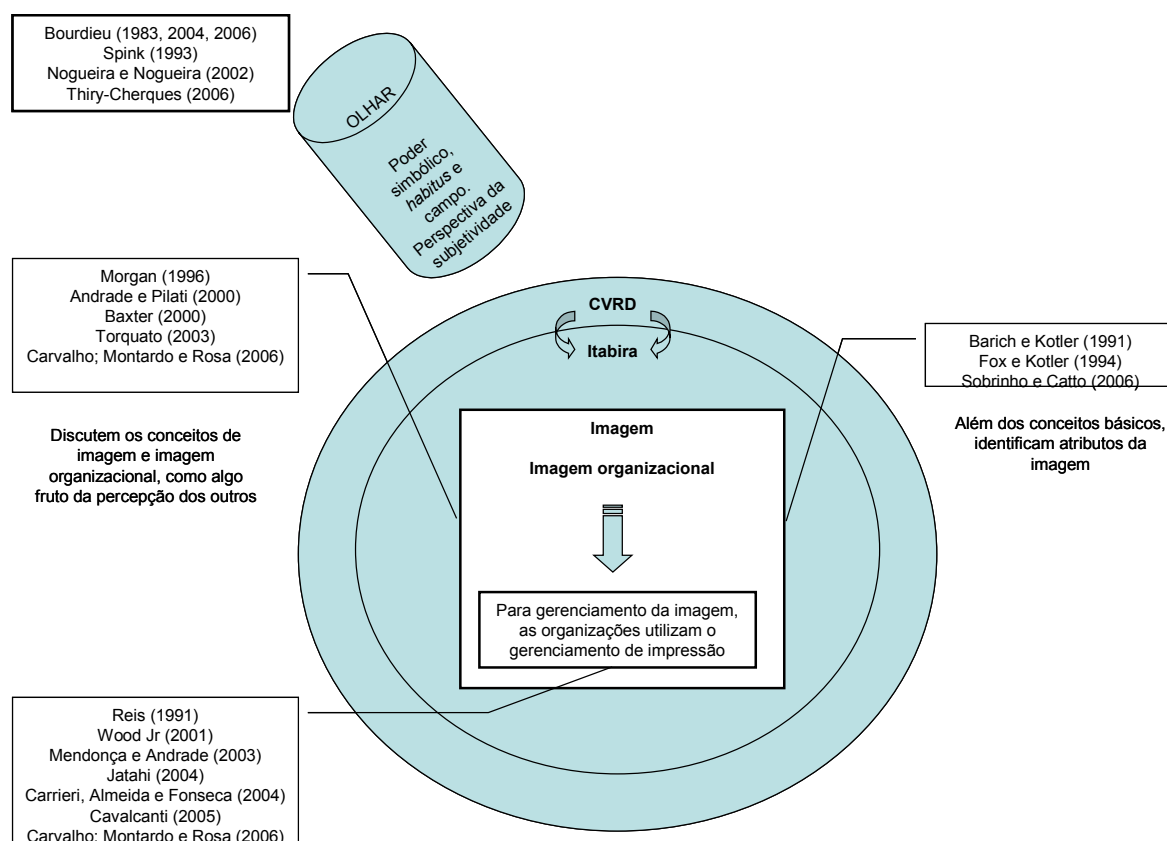 Bourdieu (1983, 2004, 2006)
Spink (1993)
Nogueira e Nogueira (2002)
Thiry-Cherques (2006)
OLHAR
Poder
simbólico,
habitus e
campo.
Perspectiva da
subjetividade
Morgan (1996)
Andrade e Pilati (2000)
Baxter (2000)
Torquato (2003)
Carvalho; Montardo e Rosa (2006)
Discutem os conceitos de
imagem e imagem
organizacional, como algo
fruto da percepção dos outros
CVRD
Itabira
Imagem
Imagem organizacional
Para gerenciamento da imagem,
as organizações utilizam o
gerenciamento de impressão
Barich e Kotler (1991)
Fox e Kotler (1994)
Sobrinho e Catto (2006)
Além dos conceitos básicos,
identificam atributos da
imagem
Reis (1991)
Wood Jr (2001)
Mendonça e Andrade (2003)
Jatahi (2004)
Carrieri, Almeida e Fonseca (2004)
Cavalcanti (2005)
Carvalho; Montardo e Rosa (2006)